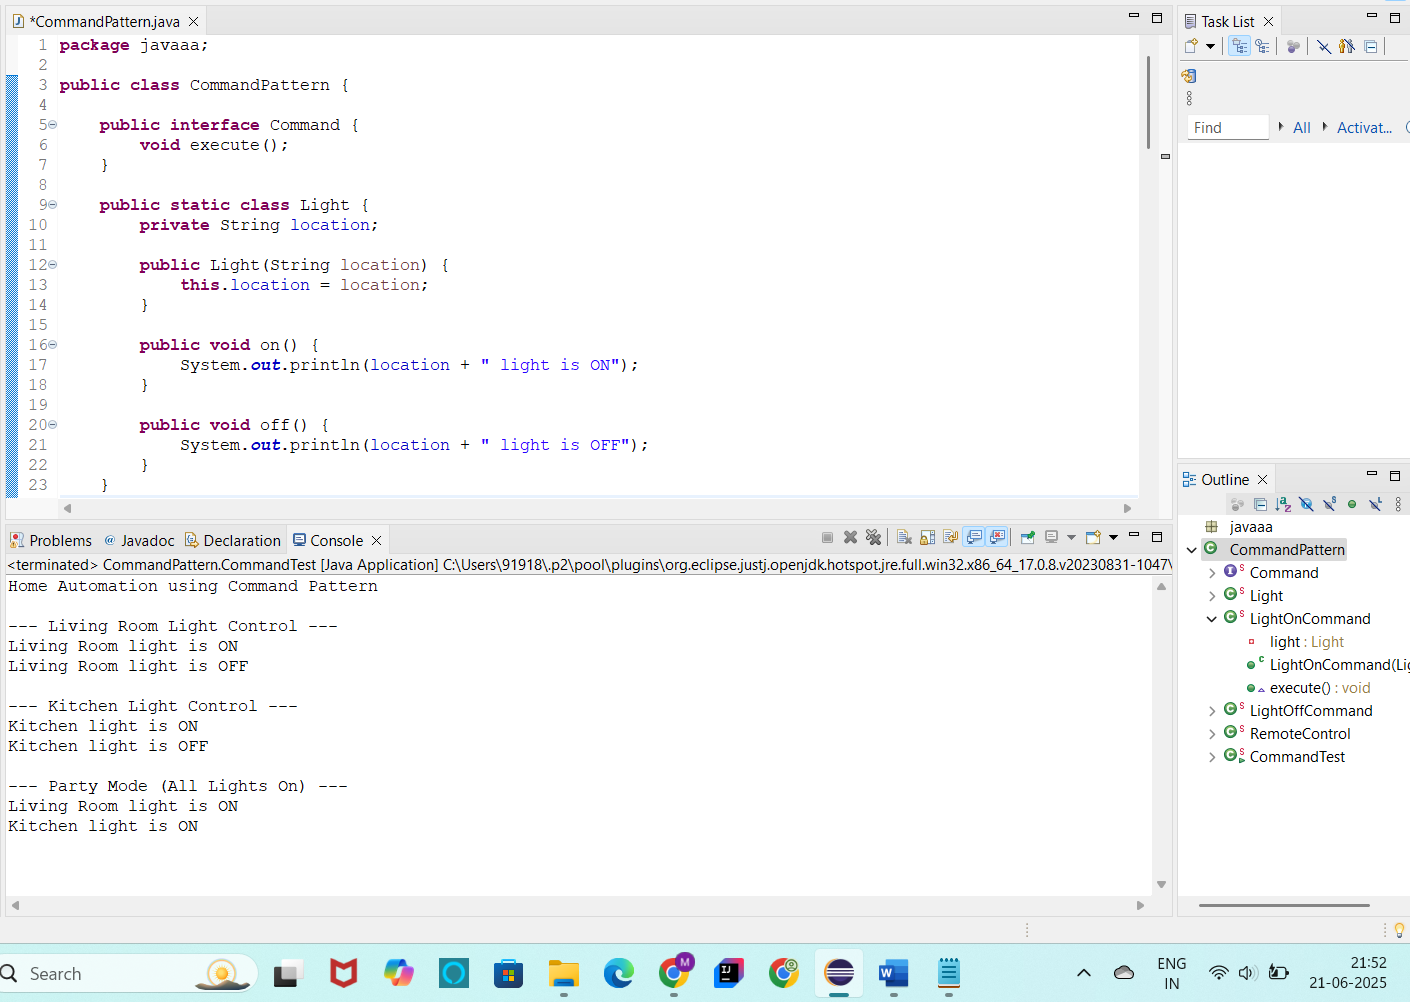 *CommandPattern.java
1 package javaaa;
2
3 public class CommandPattern {
4
5 public interface Command {
6 void execute();
7 }
8
9 public static class Light {
10 private String location;
11
12 public Light(String location) {
13 this.location = location;
14 }
15
16 public void on() {
17 System.out.println(location + " light is ON");
18 }
19
20 public void off() {
21 System.out.println(location + " light is OFF");
22 }
23 }
Task List
Find All Activat...
Outline
javaaa
CommandPattern
Command
Light
LightOnCommand
light : Light
LightOnCommand(Lig
execute() : void
LightOffCommand
RemoteControl
CommandTest
Problems @ Javadoc Declaration Console
<terminated> CommandPattern.CommandTest [Java Application] C:\Users\91918\.p2\pool\plugins\org.eclipse.justj.openjdk.hotspot.jre.full.win32.x86_64_17.0.8.v20230831-1047\
Home Automation using Command Pattern
--- Living Room Light Control ---
Living Room light is ON
Living Room light is OFF
--- Kitchen Light Control ---
Kitchen light is ON
Kitchen light is OFF
--- Party Mode (All Lights On) ---
Living Room light is ON
Kitchen light is ON
Search
ENG
IN
21:52
21-06-2025